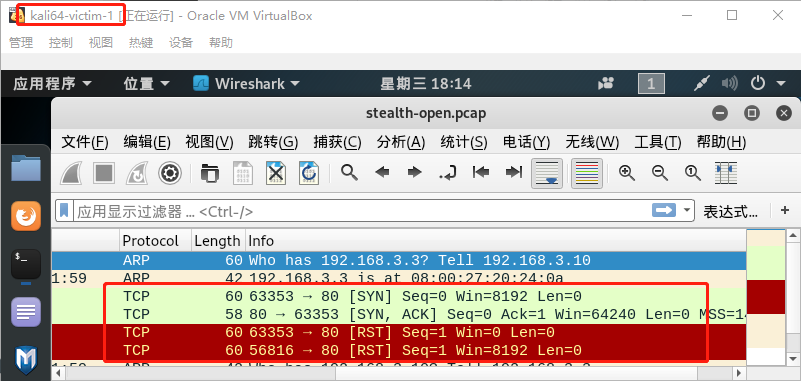 kali64-victim-1 [正在运行] - Oracle VM VirtualBox
管理 控制 视图 热键 设备 帮助
应用程序 位置 Wireshark 星期三 18:14 1
stealth-open.pcap
文件(F) 编辑(E) 视图(V) 跳转(G) 捕获(C) 分析(A) 统计(S) 电话(Y) 无线(W) 工具(T) 帮助(H)
应用显示过滤器 … <Ctrl-/> 表达式… +
Protocol Length Info
ARP 60 Who has 192.168.3.3? Tell 192.168.3.10
1:59 ARP 42 192.168.3.3 is at 08:00:27:20:24:0a
TCP 60 63353 → 80 [SYN] Seq=0 Win=8192 Len=0
TCP 58 80 → 63353 [SYN, ACK] Seq=0 Ack=1 Win=64240 Len=0 MSS=14
TCP 60 63353 → 80 [RST] Seq=1 Win=0 Len=0
TCP 60 56816 → 80 [RST] Seq=1 Win=8192 Len=0